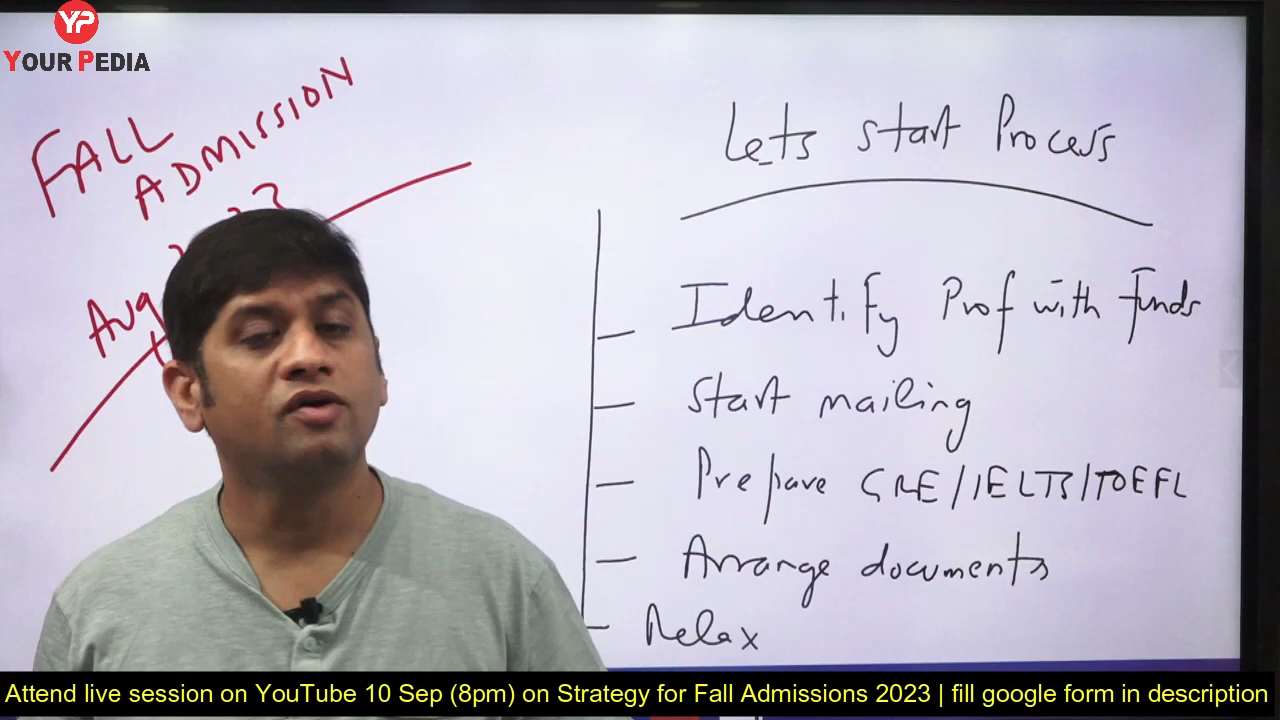 YP
YOUR PEDIA
FALL
ADMISSION
Aug
Lets start Process
Identify Prof with funds
Start mailing
Prepare GRE/IELTS/TOEFL
Arrange documents
Relax
Attend live session on YouTube 10 Sep (8pm) on Strategy for Fall Admissions 2023 | fill google form in description